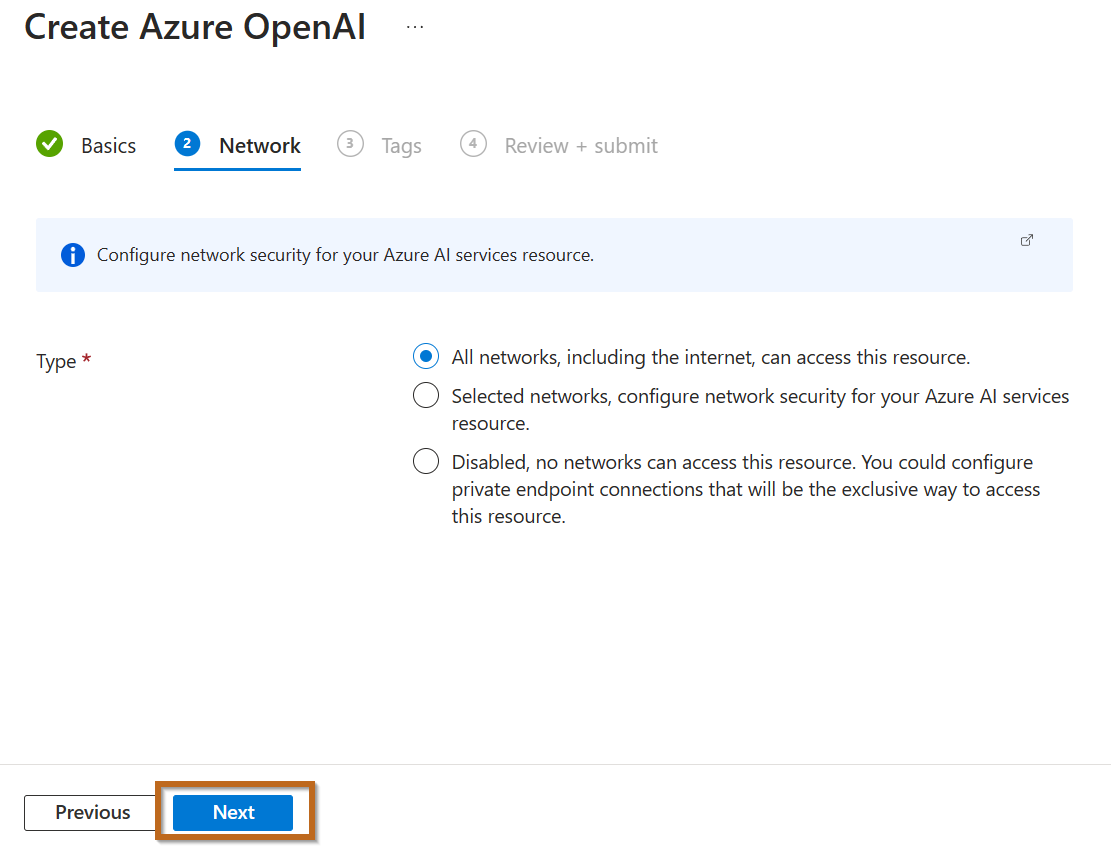 Create Azure OpenAI ...
Basics 2 Network 3 Tags 4 Review + submit
Configure network security for your Azure AI services resource.
Type *
All networks, including the internet, can access this resource.
Selected networks, configure network security for your Azure AI services
resource.
Disabled, no networks can access this resource. You could configure
private endpoint connections that will be the exclusive way to access
this resource.
Previous Next